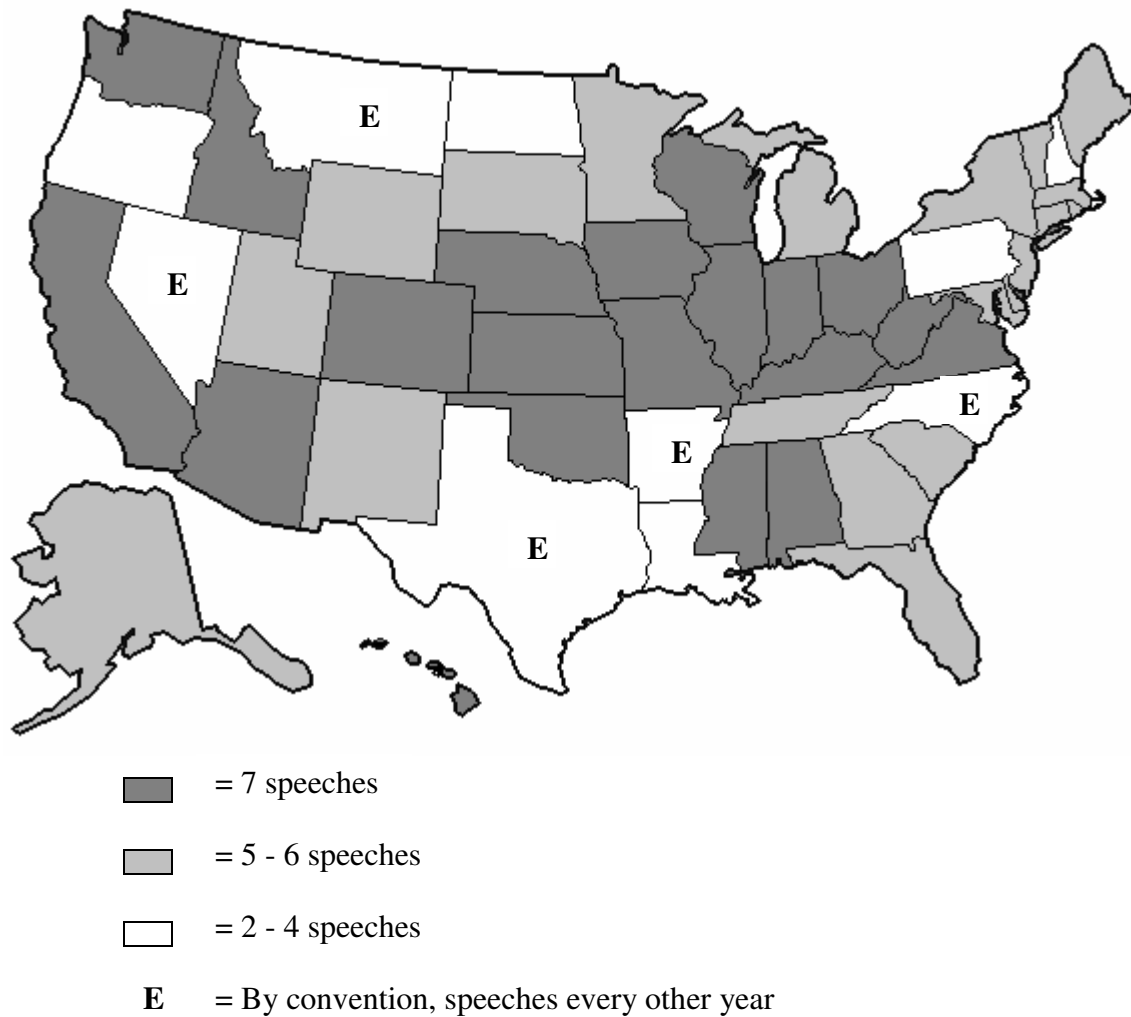 E
E
E
E
E
= 7 speeches
= 5 - 6 speeches
= 2 - 4 speeches
E = By convention, speeches every other year